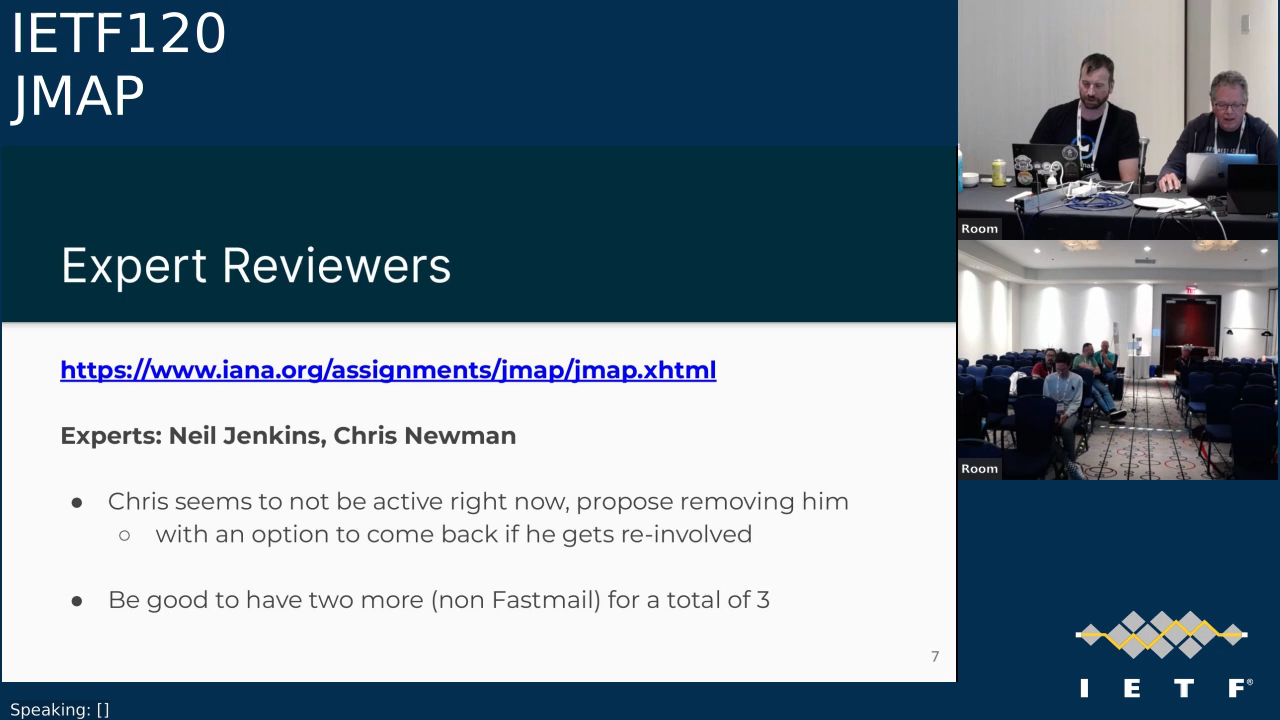 IETF120
JMAP
Expert Reviewers
https://www.iana.org/assignments/jmap/jmap.xhtml
Experts: Neil Jenkins, Chris Newman
● Chris seems to not be active right now, propose removing him
○ with an option to come back if he gets re-involved
● Be good to have two more (non Fastmail) for a total of 3
7
Room
Room
I E T F®
Speaking: []